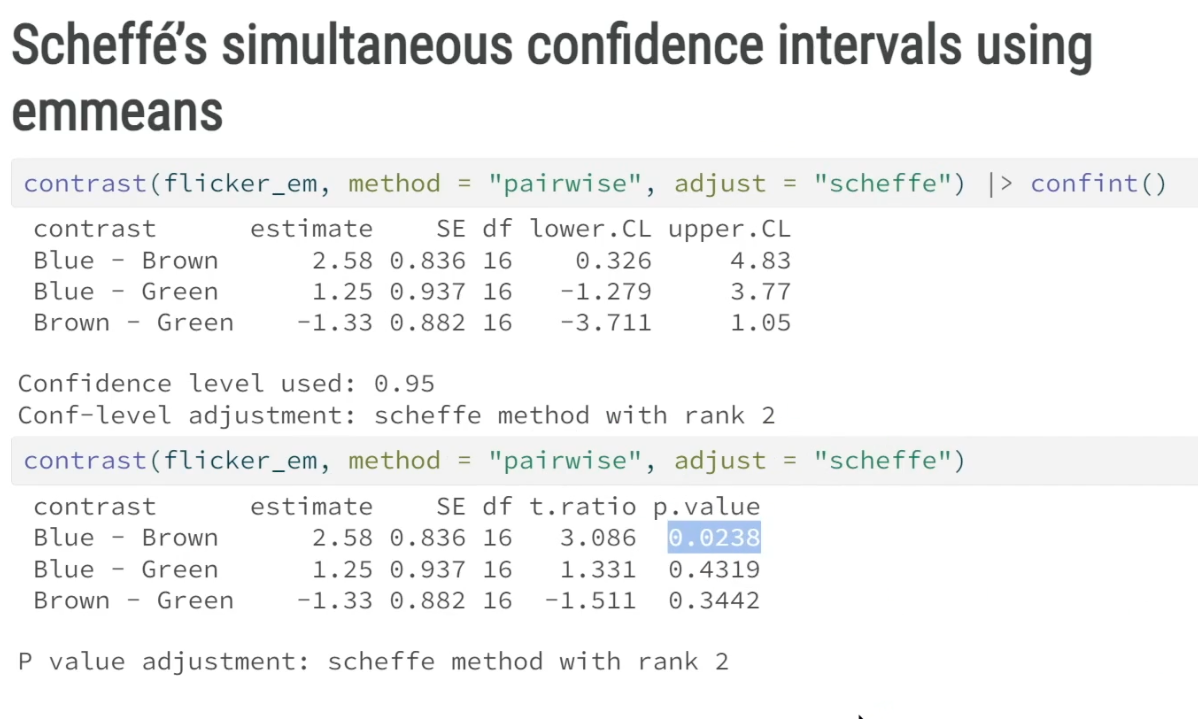 Scheffé’s simultaneous confidence intervals using
emmeans
contrast(flicker_em, method = "pairwise", adjust = "scheffe") |> confint()
contrast estimate SE df lower.CL upper.CL
Blue - Brown 2.58 0.836 16 0.326 4.83
Blue - Green 1.25 0.937 16 -1.279 3.77
Brown - Green -1.33 0.882 16 -3.711 1.05
Confidence level used: 0.95
Conf-level adjustment: scheffe method with rank 2
contrast(flicker_em, method = "pairwise", adjust = "scheffe")
contrast estimate SE df t.ratio p.value
Blue - Brown 2.58 0.836 16 3.086 0.0238
Blue - Green 1.25 0.937 16 1.331 0.4319
Brown - Green -1.33 0.882 16 -1.511 0.3442
P value adjustment: scheffe method with rank 2